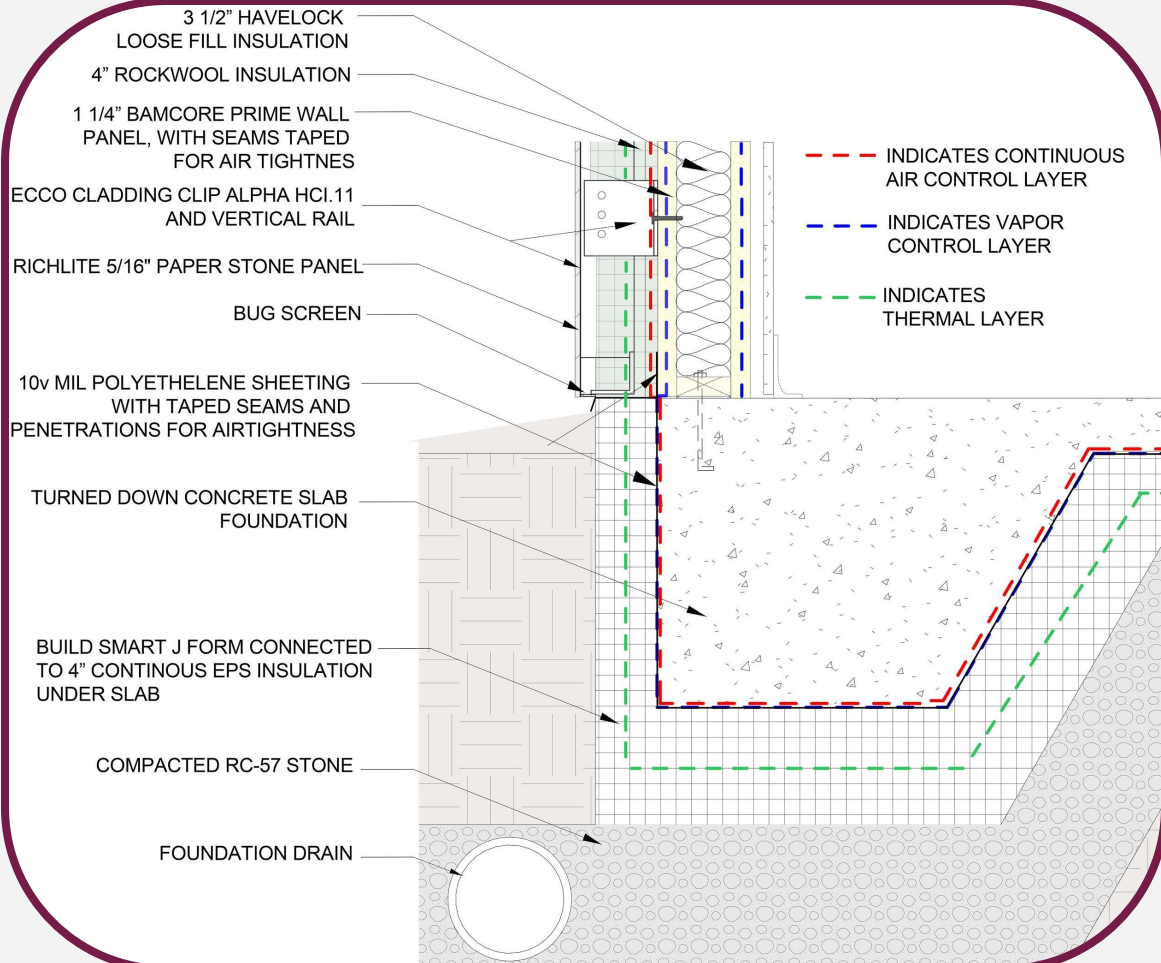 3 1/2” HAVELOCK
LOOSE FILL INSULATION
4” ROCKWOOL INSULATION
1 1/4” BAMCORE PRIME WALL
PANEL, WITH SEAMS TAPED
FOR AIR TIGHTNES
ECCO CLADDING CLIP ALPHA HCI.11
AND VERTICAL RAIL
RICHLITE 5/16" PAPER STONE PANEL
BUG SCREEN
10v MIL POLYETHELENE SHEETING
WITH TAPED SEAMS AND
PENETRATIONS FOR AIRTIGHTNESS
TURNED DOWN CONCRETE SLAB
FOUNDATION
BUILD SMART J FORM CONNECTED
TO 4” CONTINOUS EPS INSULATION
UNDER SLAB
COMPACTED RC-57 STONE
FOUNDATION DRAIN
INDICATES CONTINUOUS
AIR CONTROL LAYER
INDICATES VAPOR
CONTROL LAYER
INDICATES
THERMAL LAYER